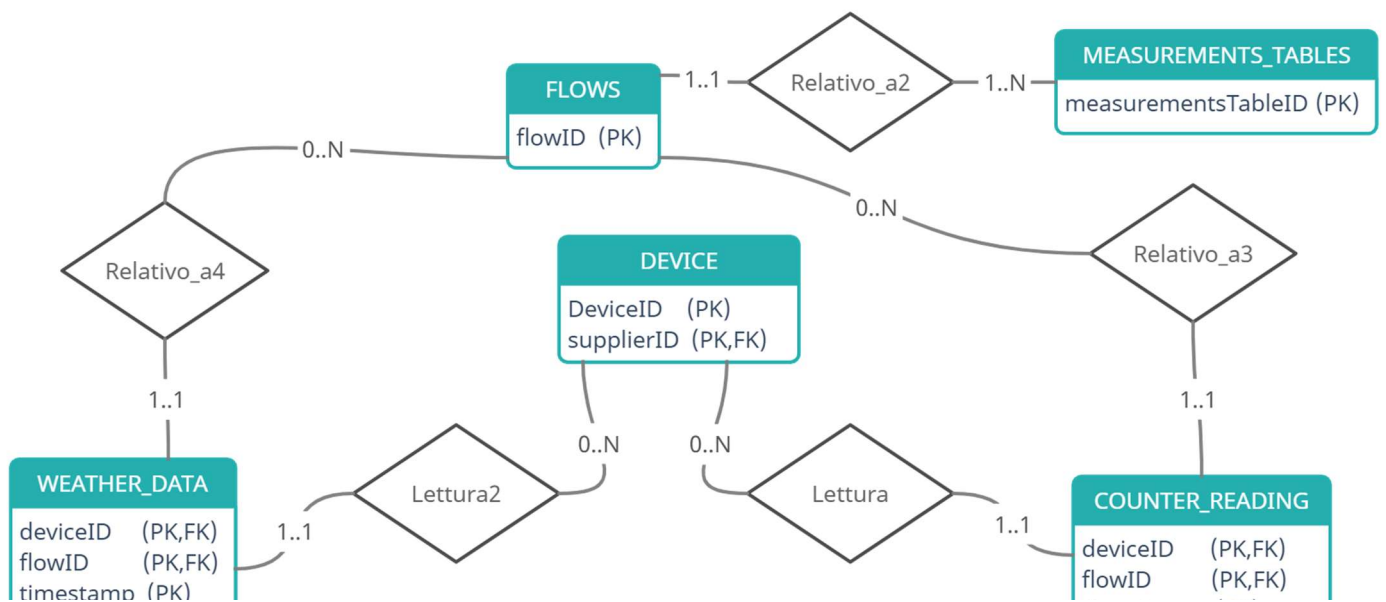 FLOWS
flowID (PK)
1..1
Relativo_a2
1..N
MEASUREMENTS_TABLES
measurementsTableID (PK)
0..N
0..N
Relativo_a4
Relativo_a3
DEVICE
DeviceID (PK)
supplierID (PK,FK)
1..1
1..1
0..N
0..N
Lettura2
Lettura
1..1
1..1
WEATHER_DATA
deviceID (PK,FK)
flowID (PK,FK)
timestamp (PK)
COUNTER_READING
deviceID (PK,FK)
flowID (PK,FK)